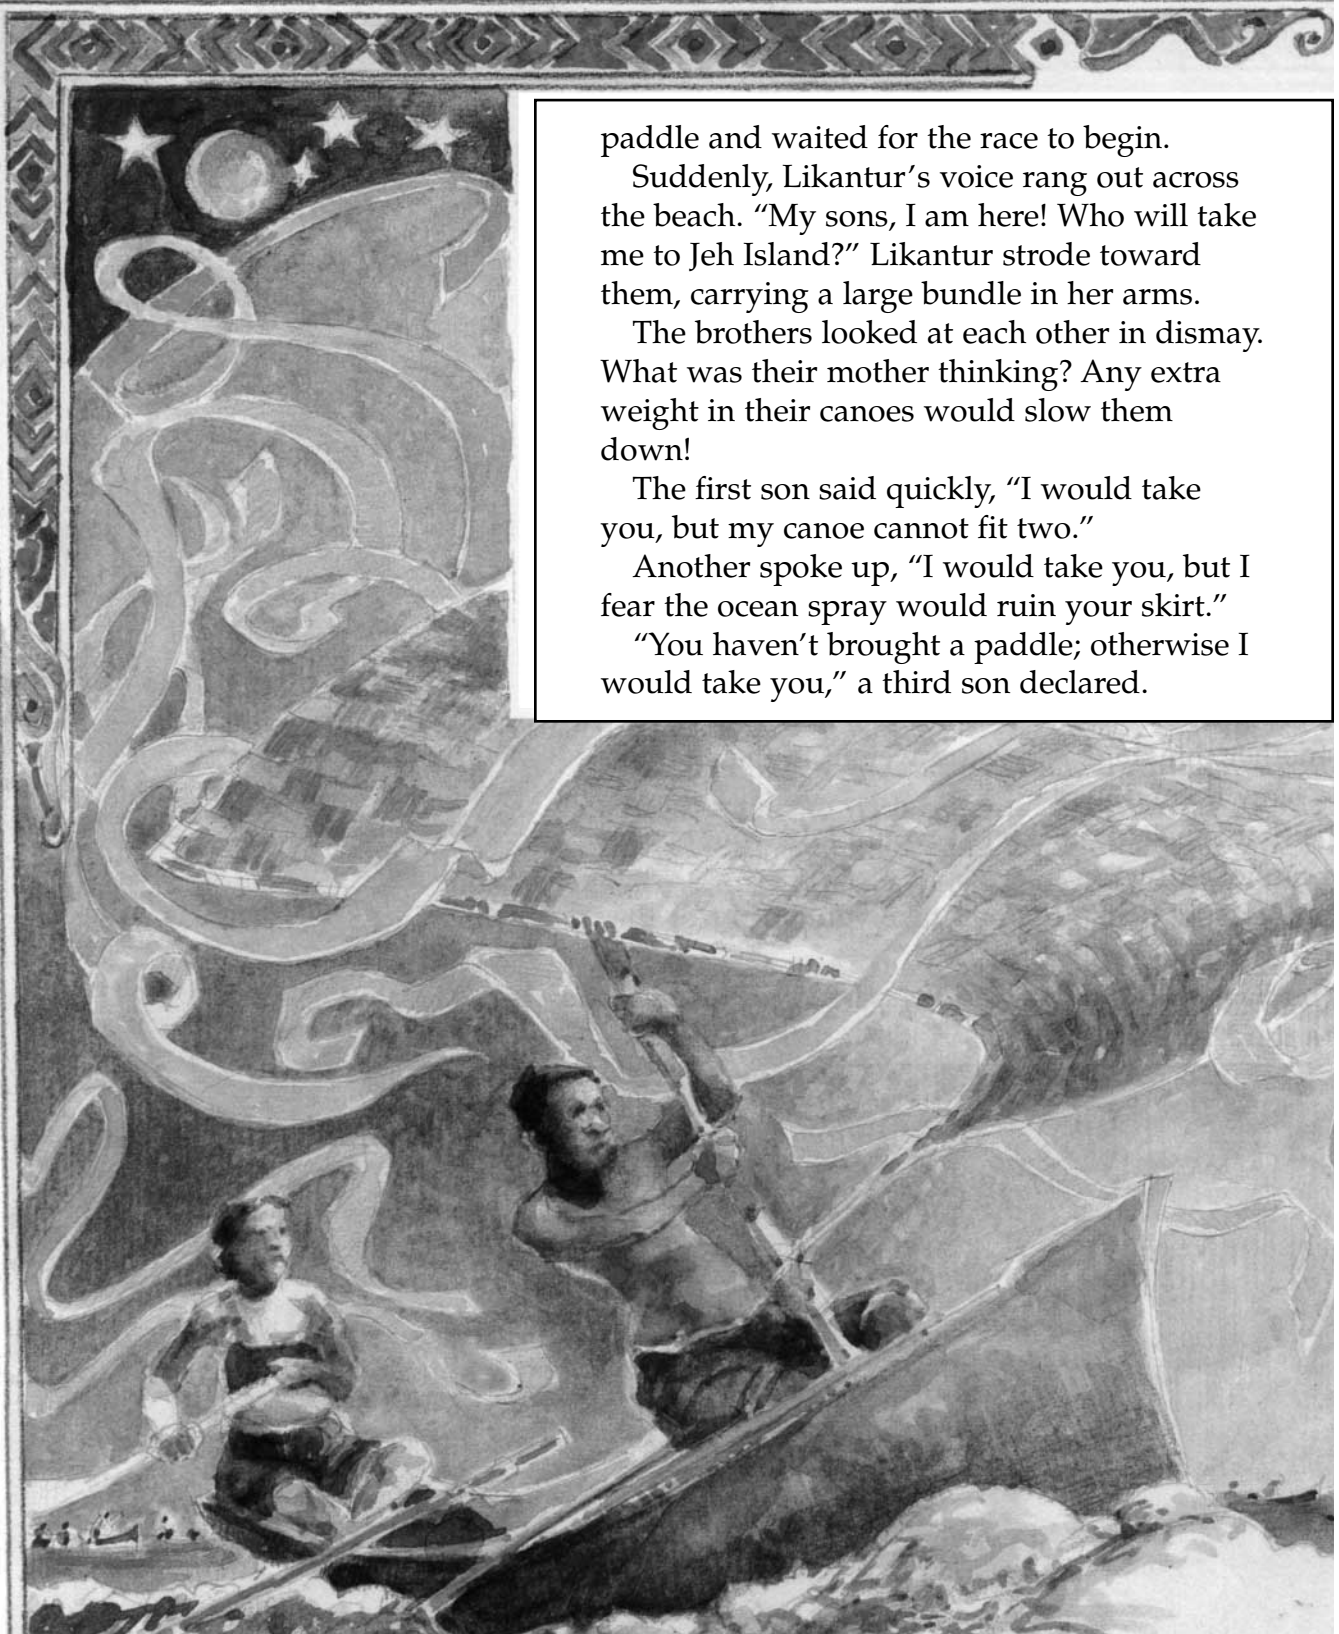 paddle and waited for the race to begin.
Suddenly, Likantur’s voice rang out across
the beach. “My sons, I am here! Who will take
me to Jeh Island?” Likantur strode toward
them, carrying a large bundle in her arms.
The brothers looked at each other in dismay.
What was their mother thinking? Any extra
weight in their canoes would slow them
down!
The first son said quickly, “I would take
you, but my canoe cannot fit two.”
Another spoke up, “I would take you, but I
fear the ocean spray would ruin your skirt.”
“You haven’t brought a paddle; otherwise I
would take you,” a third son declared.